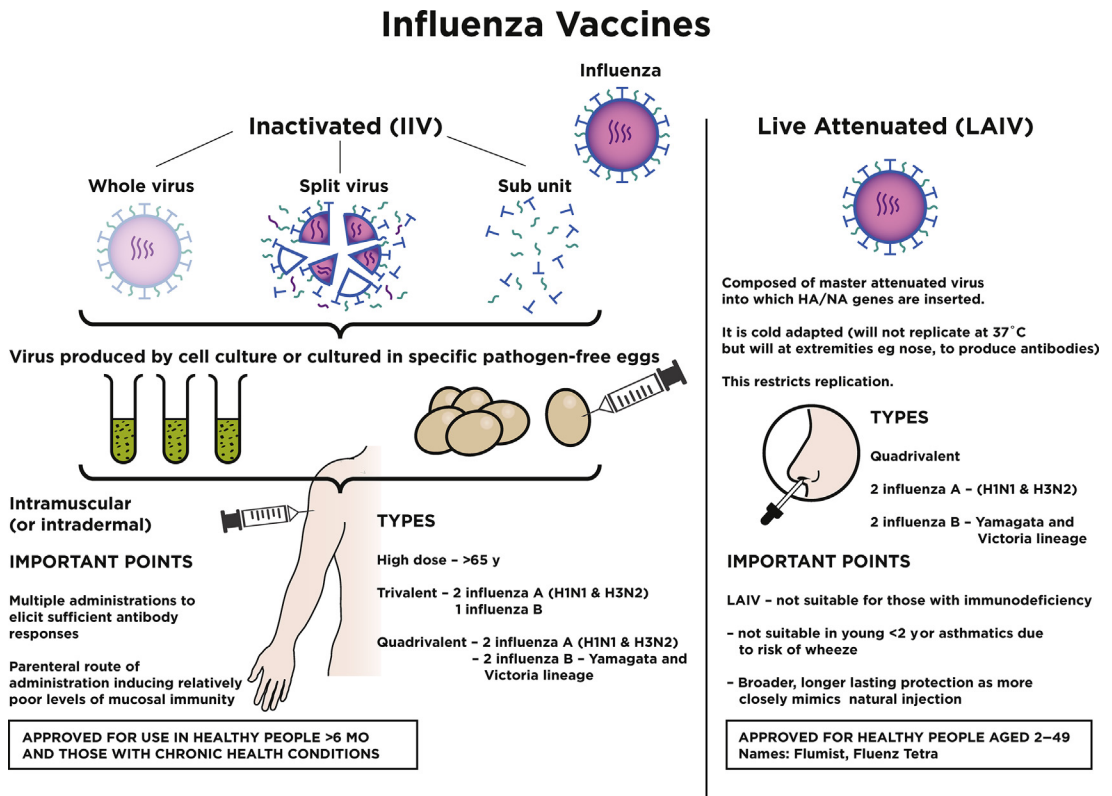 Influenza Vaccines
Influenza
Inactivated (IIV)
Whole virus
Split virus
Sub unit
Virus produced by cell culture or cultured in specific pathogen-free eggs
Intramuscular
(or intradermal)
IMPORTANT POINTS
Multiple administrations to
elicit sufficient antibody
responses
Parenteral route of
administration inducing relatively
poor levels of mucosal immunity
TYPES
High dose – >65 y
Trivalent – 2 influenza A (H1N1 & H3N2)
1 influenza B
Quadrivalent – 2 influenza A (H1N1 & H3N2)
– 2 influenza B – Yamagata and
Victoria lineage
APPROVED FOR USE IN HEALTHY PEOPLE >6 MO
AND THOSE WITH CHRONIC HEALTH CONDITIONS
Live Attenuated (LAIV)
Composed of master attenuated virus
into which HA/NA genes are inserted.
It is cold adapted (will not replicate at 37˚C
but will at extremities eg nose, to produce antibodies)
This restricts replication.
TYPES
Quadrivalent
2 influenza A – (H1N1 & H3N2)
2 influenza B – Yamagata and
Victoria lineage
IMPORTANT POINTS
LAIV – not suitable for those with immunodeficiency
– not suitable in young <2 y or asthmatics due
to risk of wheeze
– Broader, longer lasting protection as more
closely mimics natural injection
APPROVED FOR HEALTHY PEOPLE AGED 2–49
Names: Flumist, Fluenz Tetra